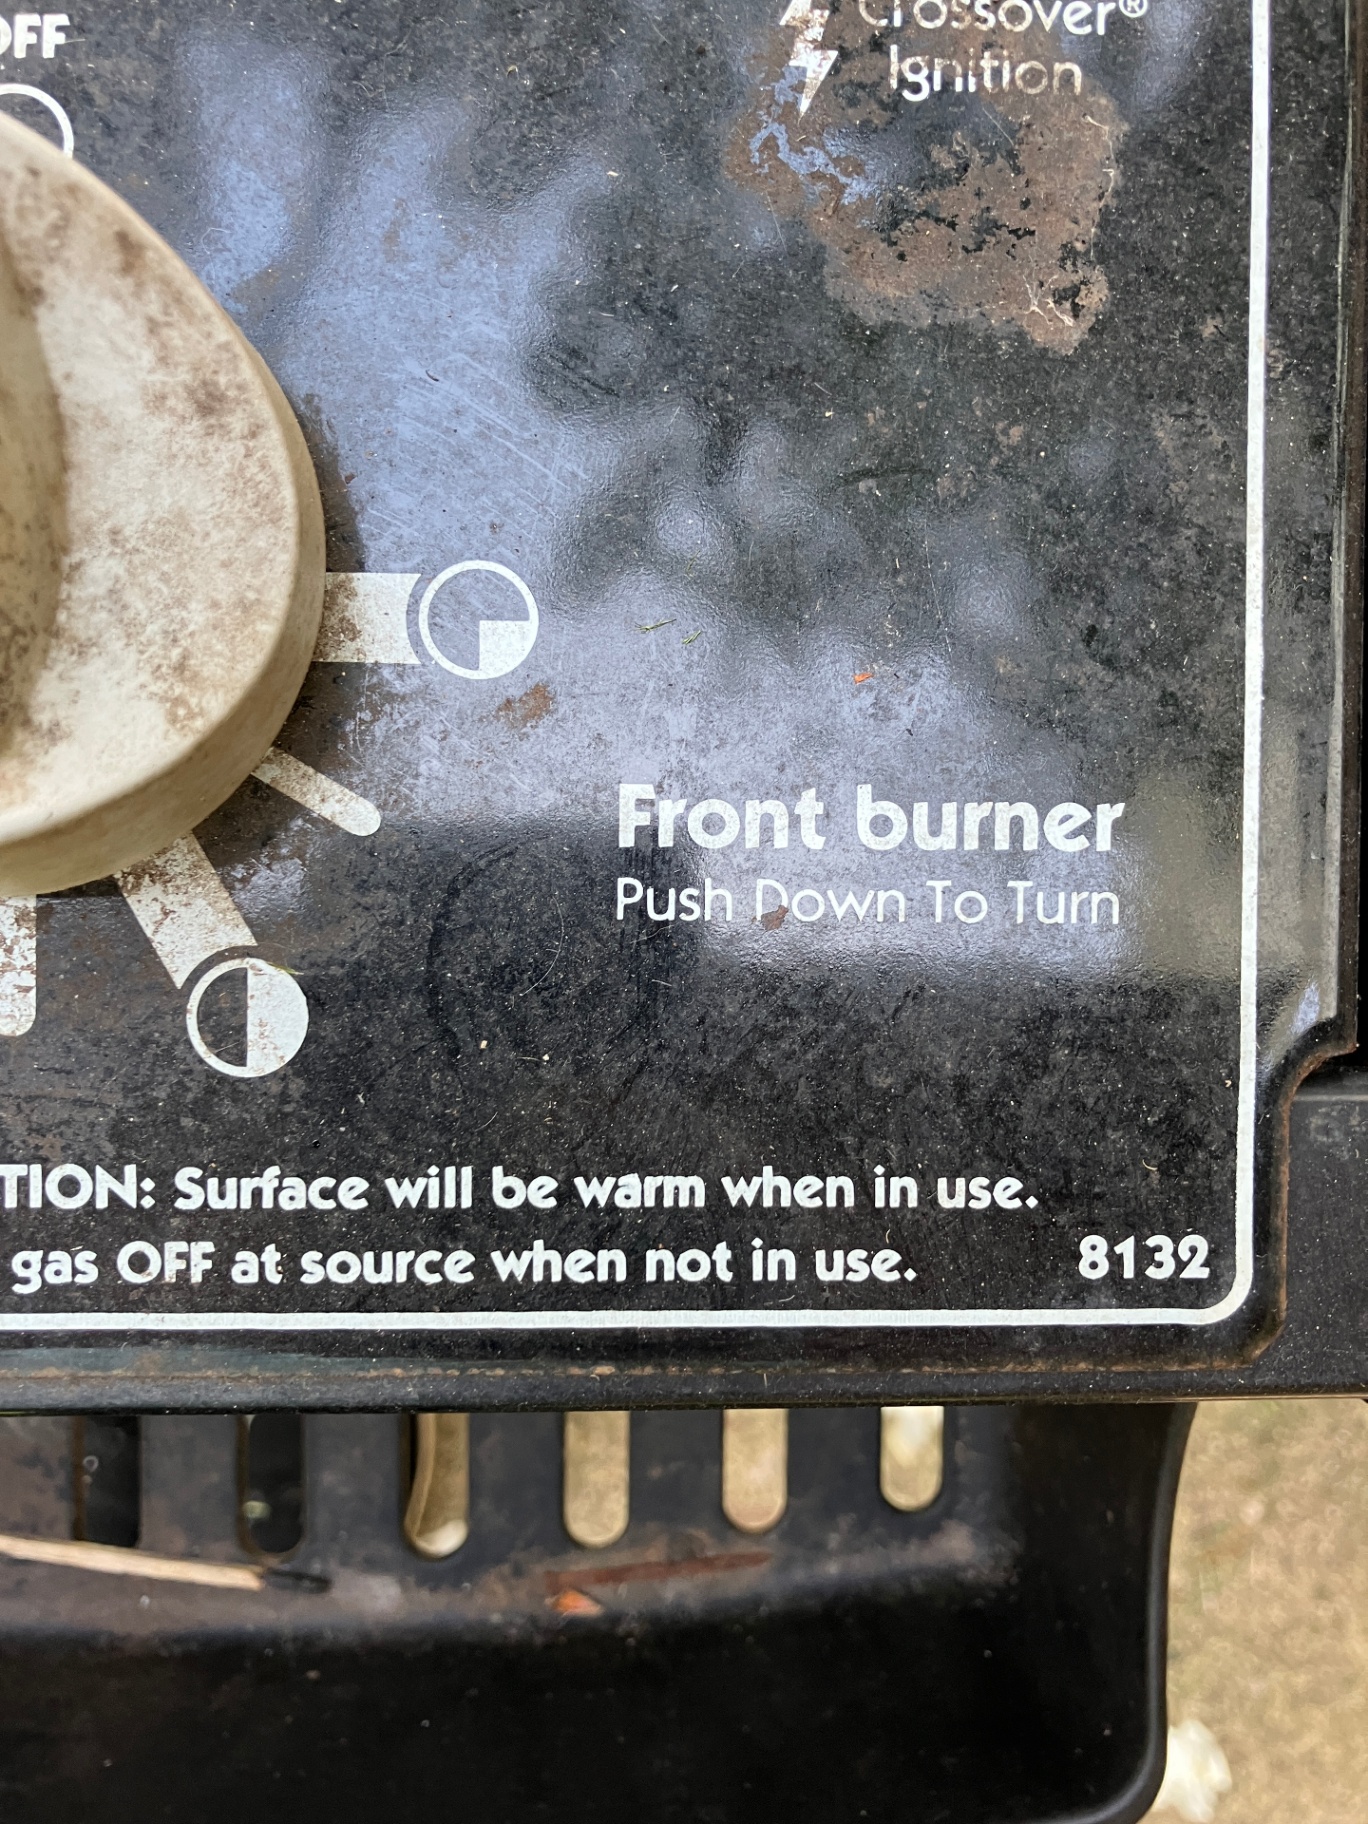 OFF
Crossover®
Ignition
Front burner
Push Down To Turn
TION: Surface will be warm when in use.
gas OFF at source when not in use.
8132